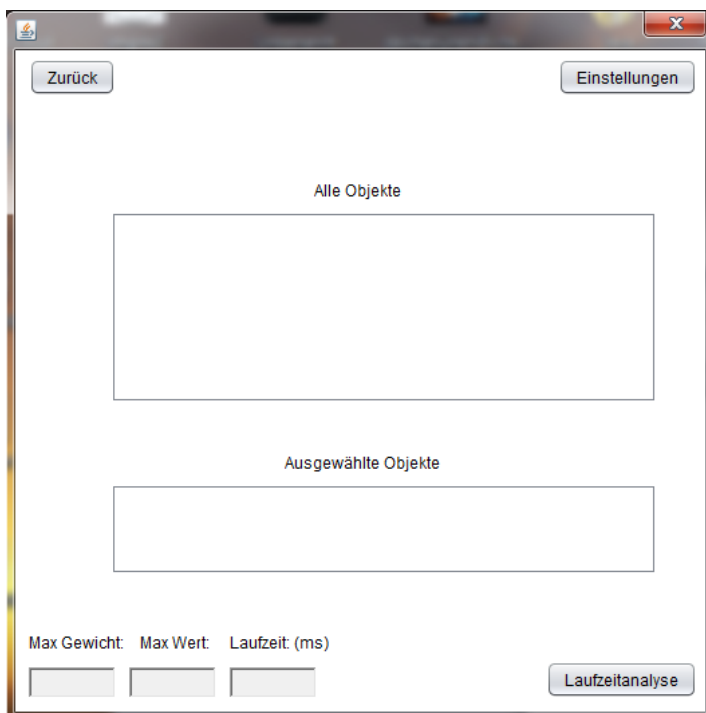 Zurück
Einstellungen
Alle Objekte
Ausgewählte Objekte
Max Gewicht: Max Wert: Laufzeit: (ms)
Laufzeitanalyse